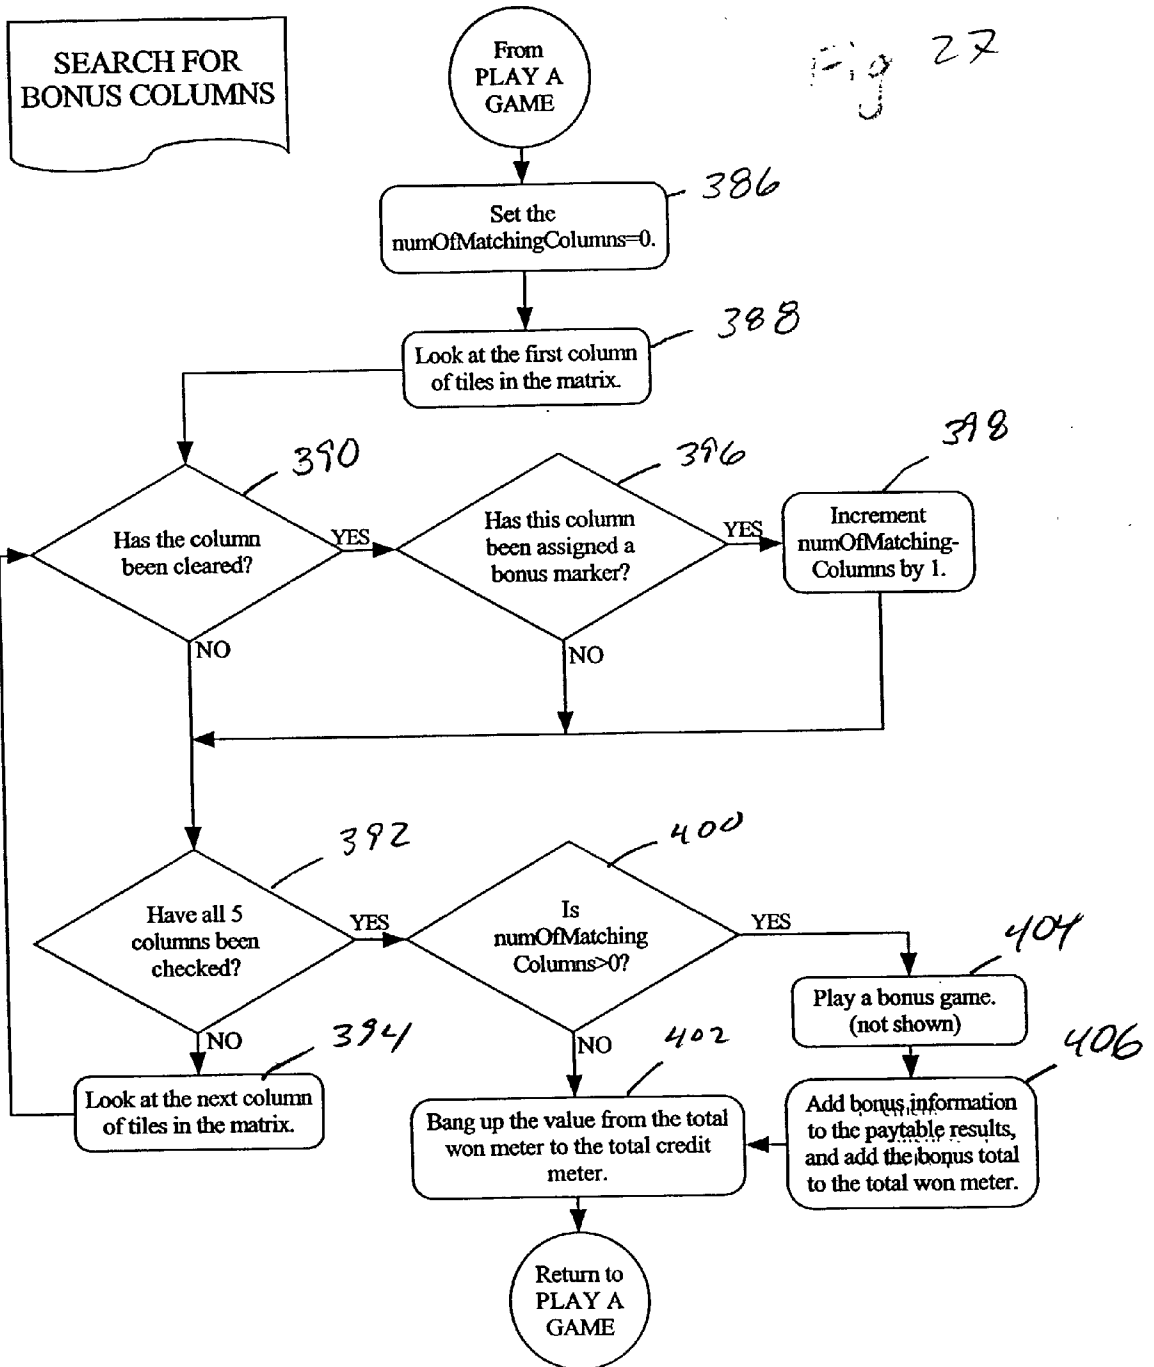 SEARCH FOR
BONUS COLUMNS
From
PLAY A
GAME
Fig 27
386
Set the
numOfMatchingColumns=0.
388
Look at the first column
of tiles in the matrix.
390
Has the column
been cleared?
YES
NO
396
Has this column
been assigned a
bonus marker?
YES
NO
398
Increment
numOfMatching-
Columns by 1.
392
Have all 5
columns been
checked?
YES
NO
400
Is
numOfMatching
Columns>0?
YES
NO
404
Play a bonus game.
(not shown)
394
Look at the next column
of tiles in the matrix.
402
Bang up the value from the total
won meter to the total credit
meter.
406
Add bonus information
to the paytable results,
and add the bonus total
to the total won meter.
Return to
PLAY A
GAME